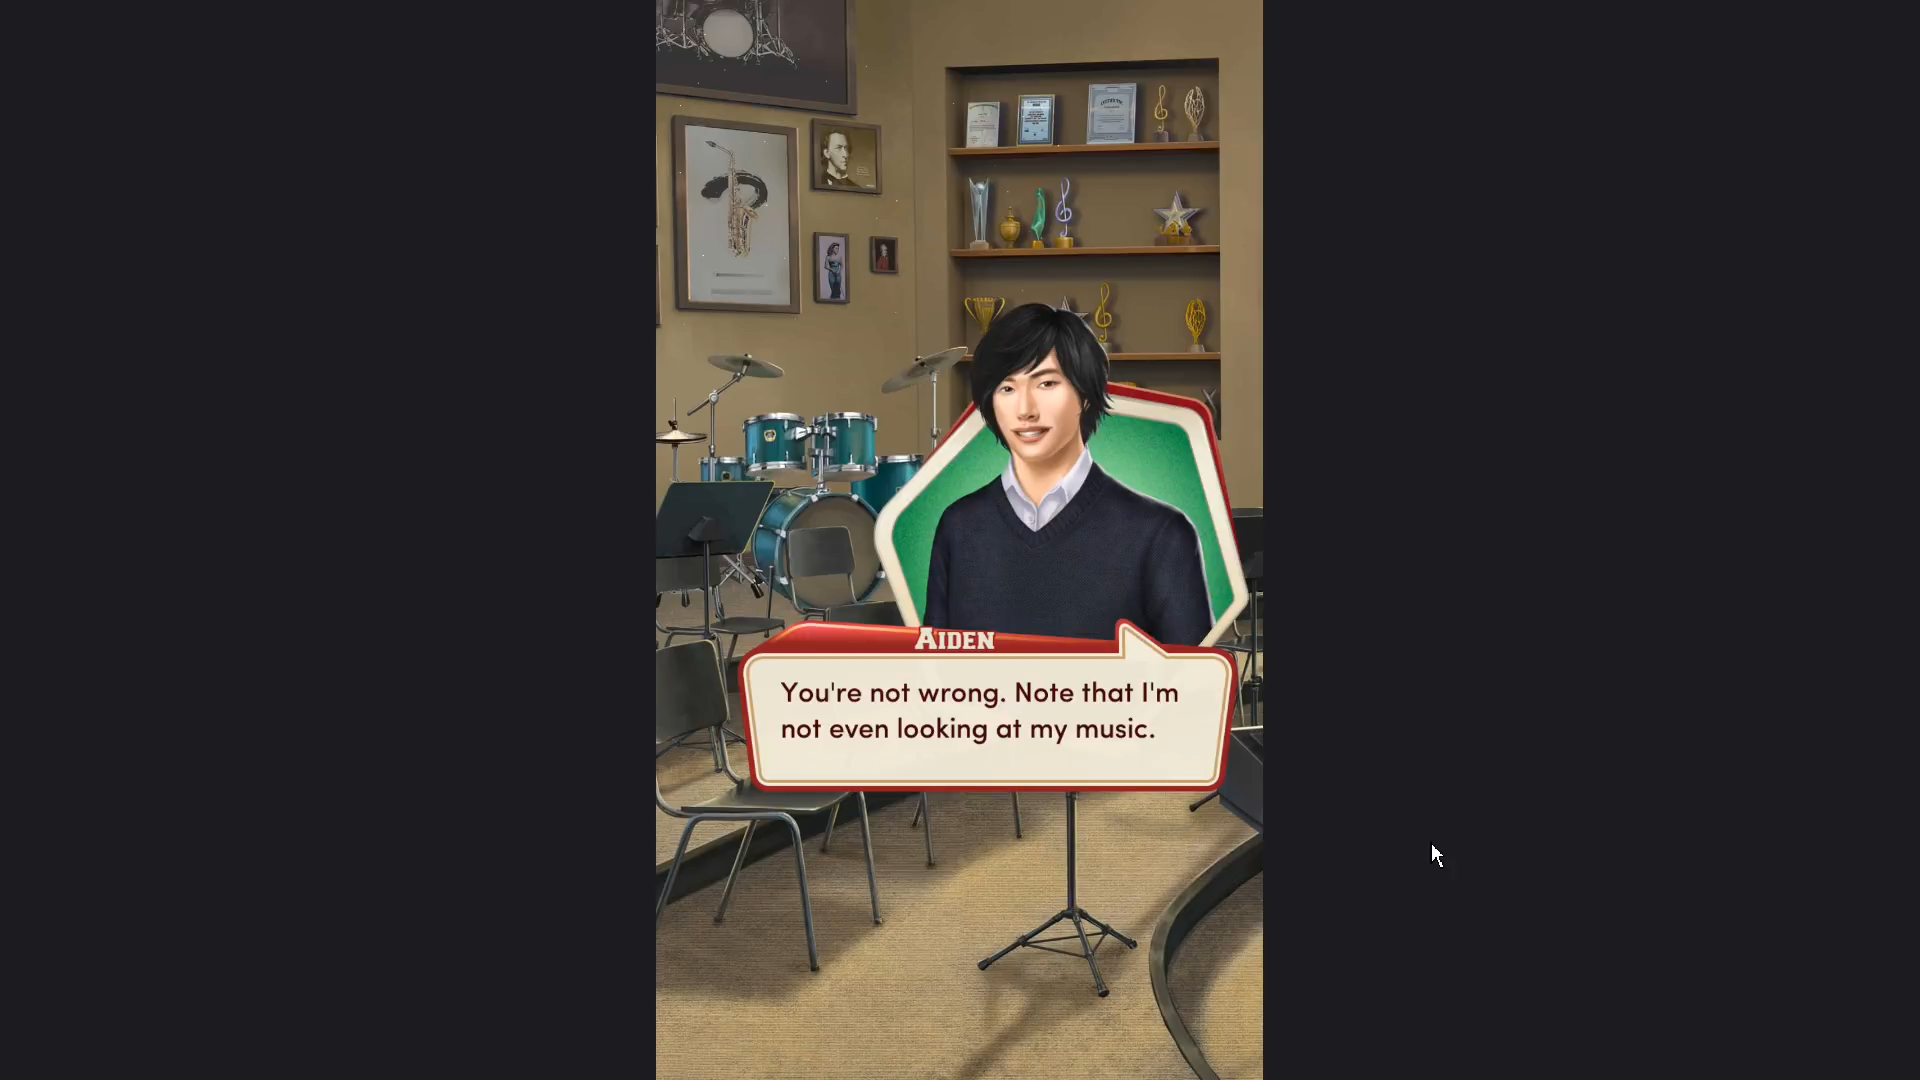 AIDEN
You're not wrong. Note that I'm
not even looking at my music.